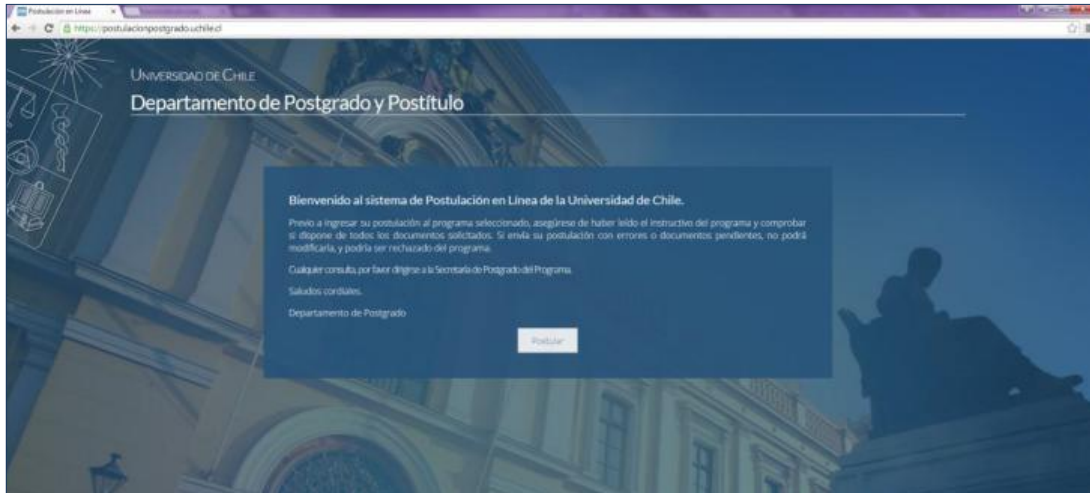 Postulación en Línea
https://postulacionpostgrado.uchile.cl
UNIVERSIDAD DE CHILE
Departamento de Postgrado y Postítulo
Bienvenido al sistema de Postulación en Línea de la Universidad de Chile.
Previo a ingresar su postulación al programa seleccionado, asegúrese de haber leído el instructivo del programa y comprobar
si dispone de todos los documentos solicitados. Si envía su postulación con errores o documentos pendientes, no podrá
modificarla, y podría ser rechazado del programa.
Cualquier consulta, por favor dirigirse a la Secretaría de Postgrado del Programa.
Saludos cordiales.
Departamento de Postgrado
Postular